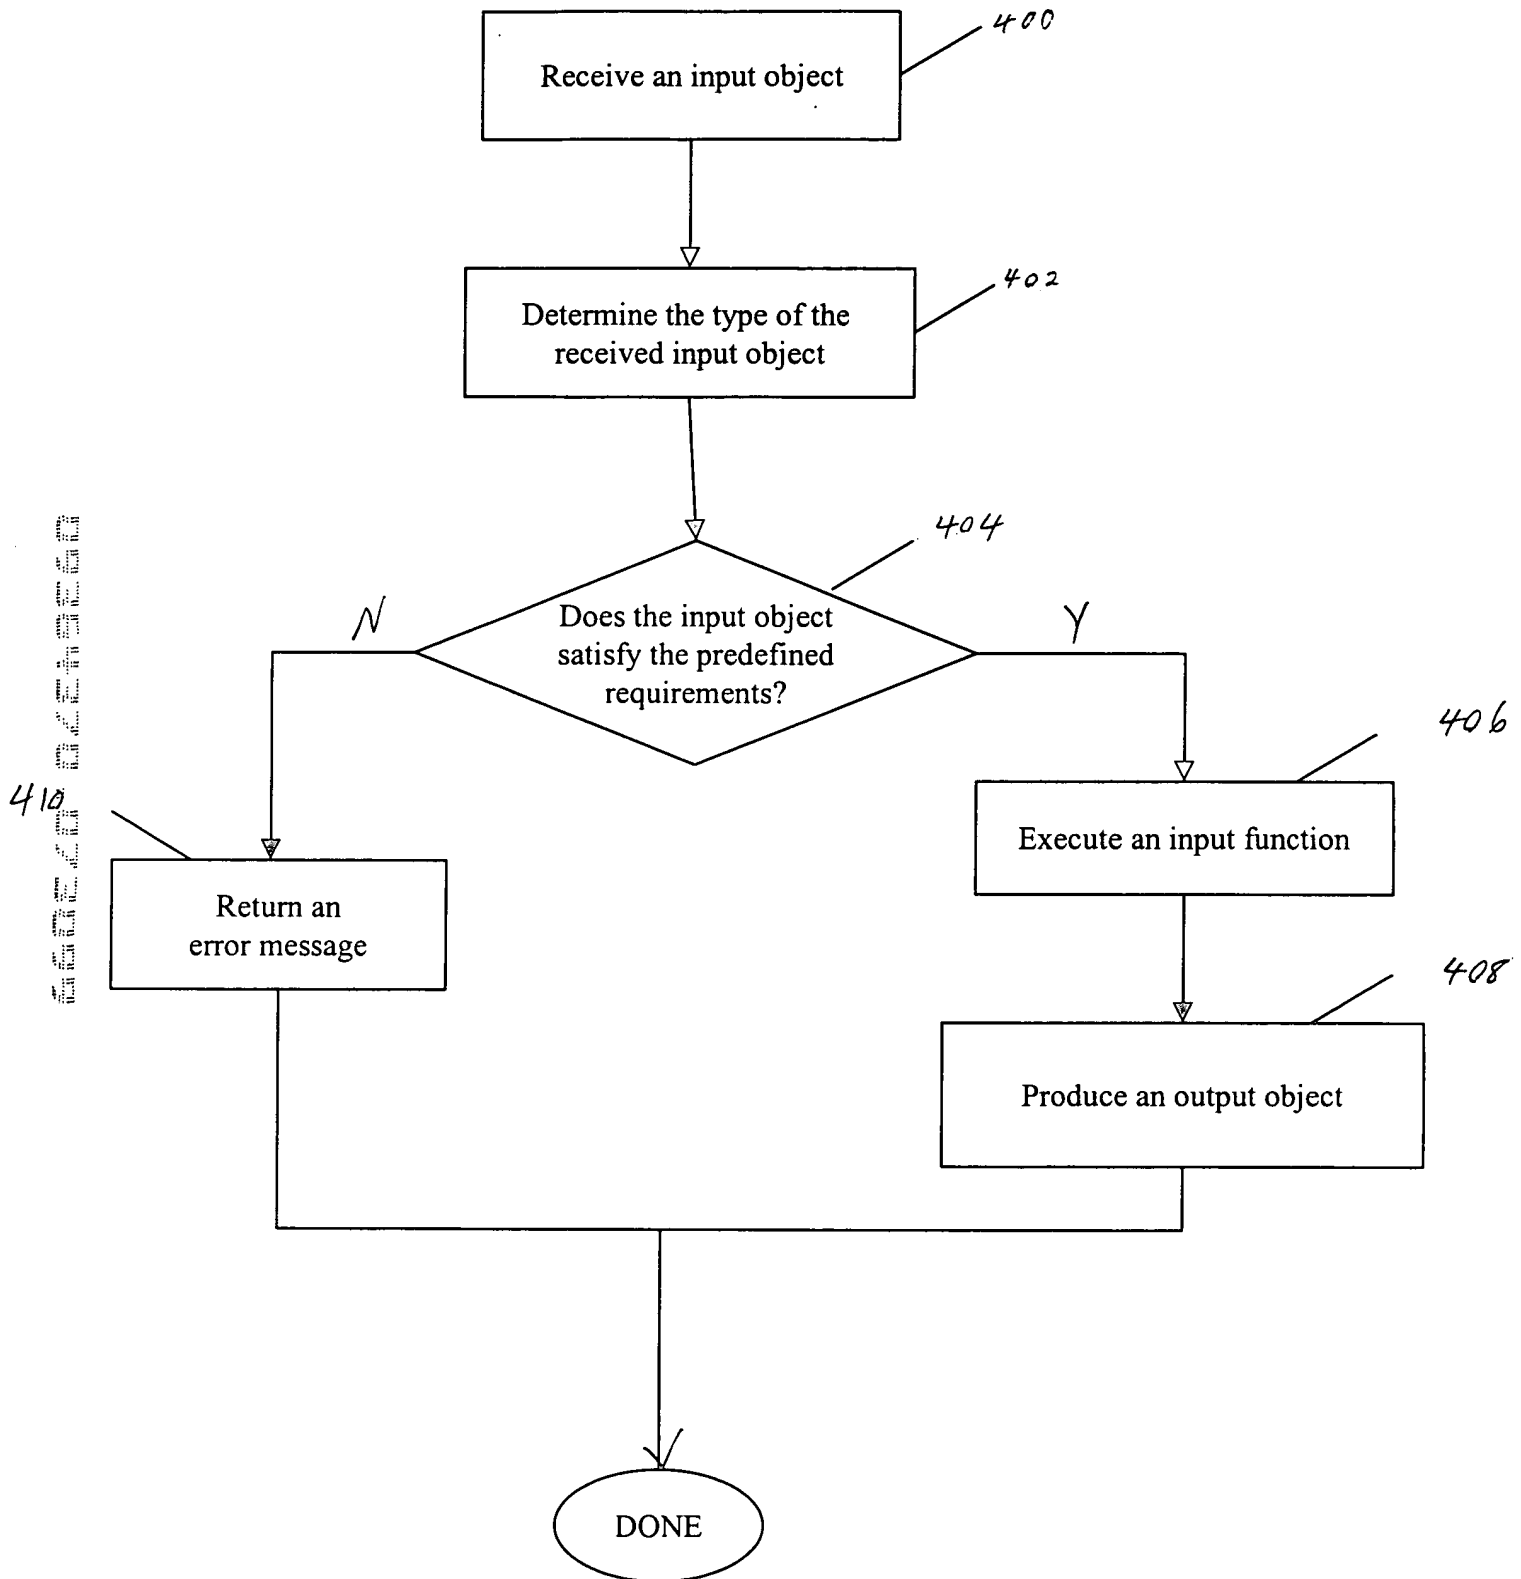 400
Receive an input object
402
Determine the type of the
received input object
404
N
Y
Does the input object
satisfy the predefined
requirements?
406
410
Execute an input function
Return an
error message
408
Produce an output object
DONE